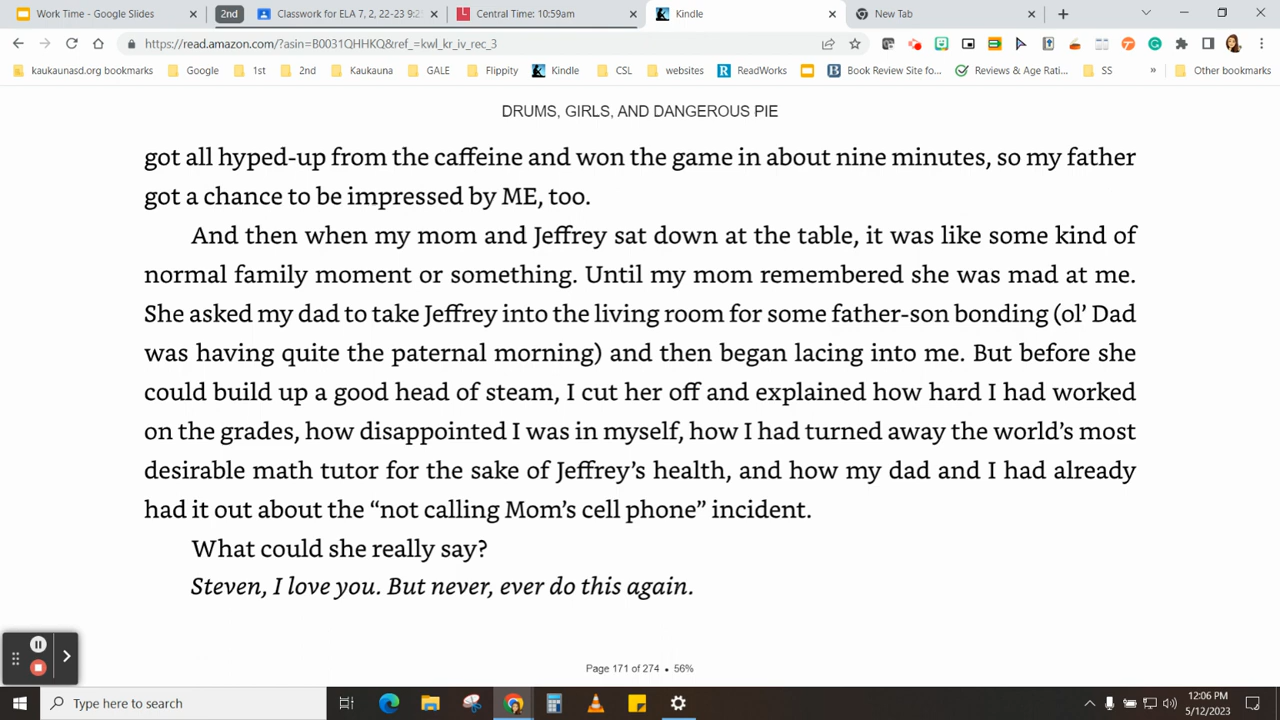 Work Time - Google Slides
2nd
Classwork for ELA 7, 2, 22-23 9:2
Central Time: 10:59am
Kindle
New Tab
https://read.amazon.com/?asin=B0031QHHKQ&ref_=kwl_kr_iv_rec_3
kaukaunasd.org bookmarks
Google
1st
2nd
Kaukauna
GALE
Flippity
Kindle
CSL
websites
ReadWorks
Book Review Site fo...
Reviews & Age Rati...
SS
»
Other bookmarks
DRUMS, GIRLS, AND DANGEROUS PIE
got all hyped-up from the caffeine and won the game in about nine minutes, so my father
got a chance to be impressed by ME, too.
And then when my mom and Jeffrey sat down at the table, it was like some kind of
normal family moment or something. Until my mom remembered she was mad at me.
She asked my dad to take Jeffrey into the living room for some father-son bonding (ol’ Dad
was having quite the paternal morning) and then began lacing into me. But before she
could build up a good head of steam, I cut her off and explained how hard I had worked
on the grades, how disappointed I was in myself, how I had turned away the world’s most
desirable math tutor for the sake of Jeffrey’s health, and how my dad and I had already
had it out about the “not calling Mom’s cell phone” incident.
What could she really say?
Steven, I love you. But never, ever do this again.
Page 171 of 274 • 56%
Type here to search
12:06 PM
5/12/2023